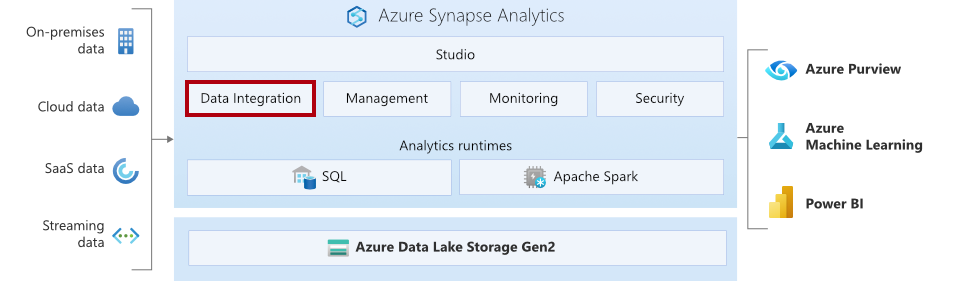 Azure Synapse Analytics
On-premises
data
Cloud data
SaaS data
Streaming
data
Studio
Data Integration
Management
Monitoring
Security
Analytics runtimes
SQL
Apache Spark
Azure Data Lake Storage Gen2
Azure Purview
Azure
Machine Learning
Power BI